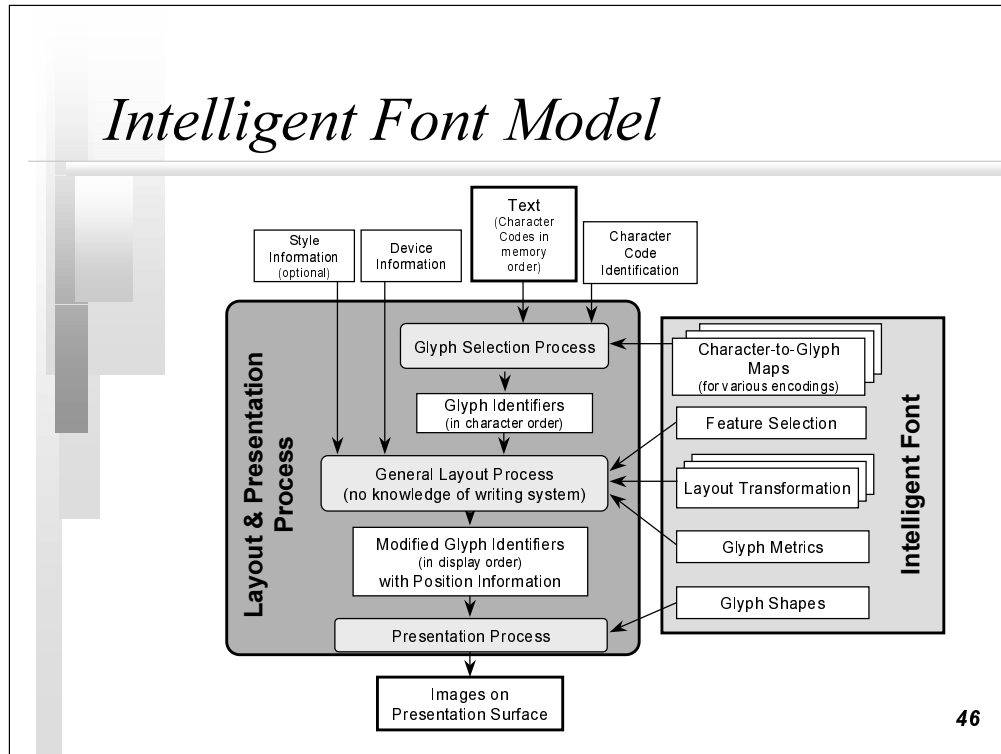 Intelligent Font Model
Text
(Character
Codes in
memory
order)
Style
Information
(optional)
Device
Information
Character
Code
Identification
Layout & Presentation
Process
Glyph Selection Process
Glyph Identifiers
(in character order)
General Layout Process
(no knowledge of writing system)
Modified Glyph Identifiers
(in display order)
with Position Information
Presentation Process
Images on
Presentation Surface
Character-to-Glyph
Maps
(for various encodings)
Feature Selection
Layout Transformation
Glyph Metrics
Glyph Shapes
Intelligent Font
46